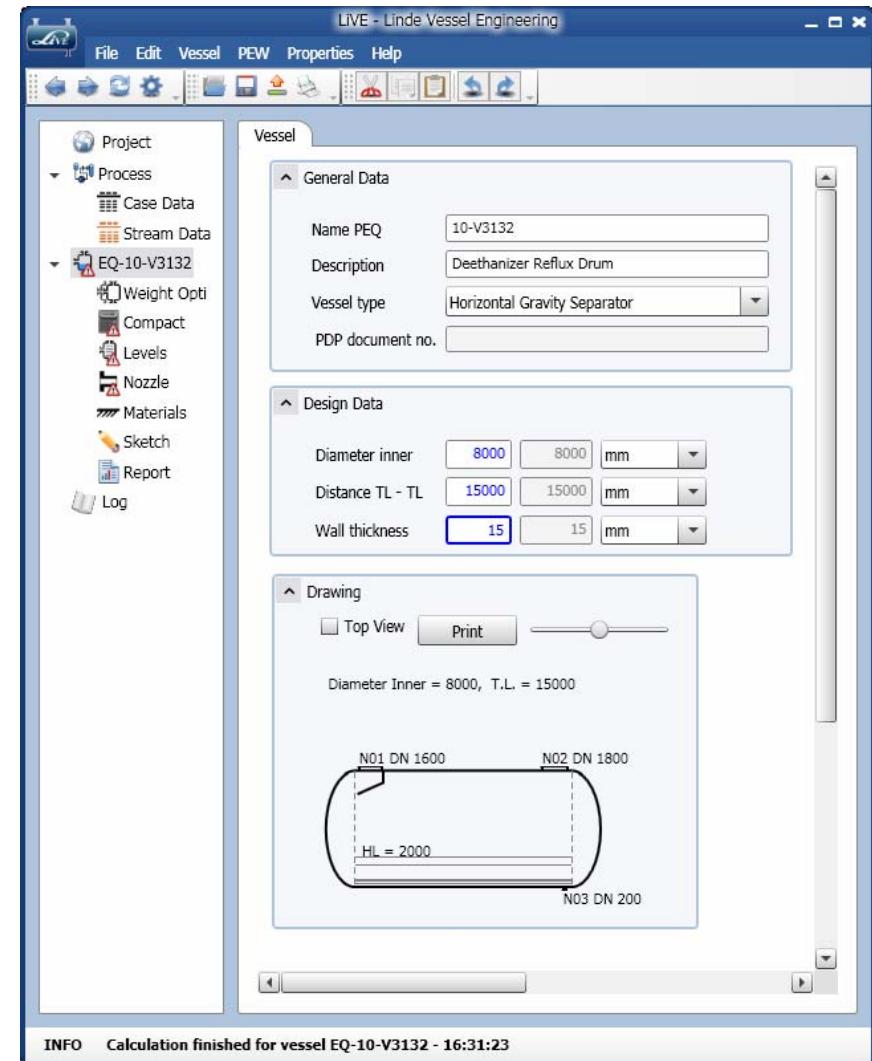 LiVE - Linde Vessel Engineering
LiVE
File Edit Vessel PEW Properties Help
Project
Process
Case Data
Stream Data
EQ-10-V3132
Weight Opti
Compact
Levels
Nozzle
Materials
Sketch
Report
Log
Vessel
General Data
Name PEQ 10-V3132
Description Deethanizer Reflux Drum
Vessel type Horizontal Gravity Separator
PDP document no.
Design Data
Diameter inner 8000 8000 mm
Distance TL - TL 15000 15000 mm
Wall thickness 15 15 mm
Drawing
Top View Print
Diameter Inner = 8000, T.L. = 15000
N01 DN 1600 N02 DN 1800
HL = 2000
N03 DN 200
INFO Calculation finished for vessel EQ-10-V3132 - 16:31:23